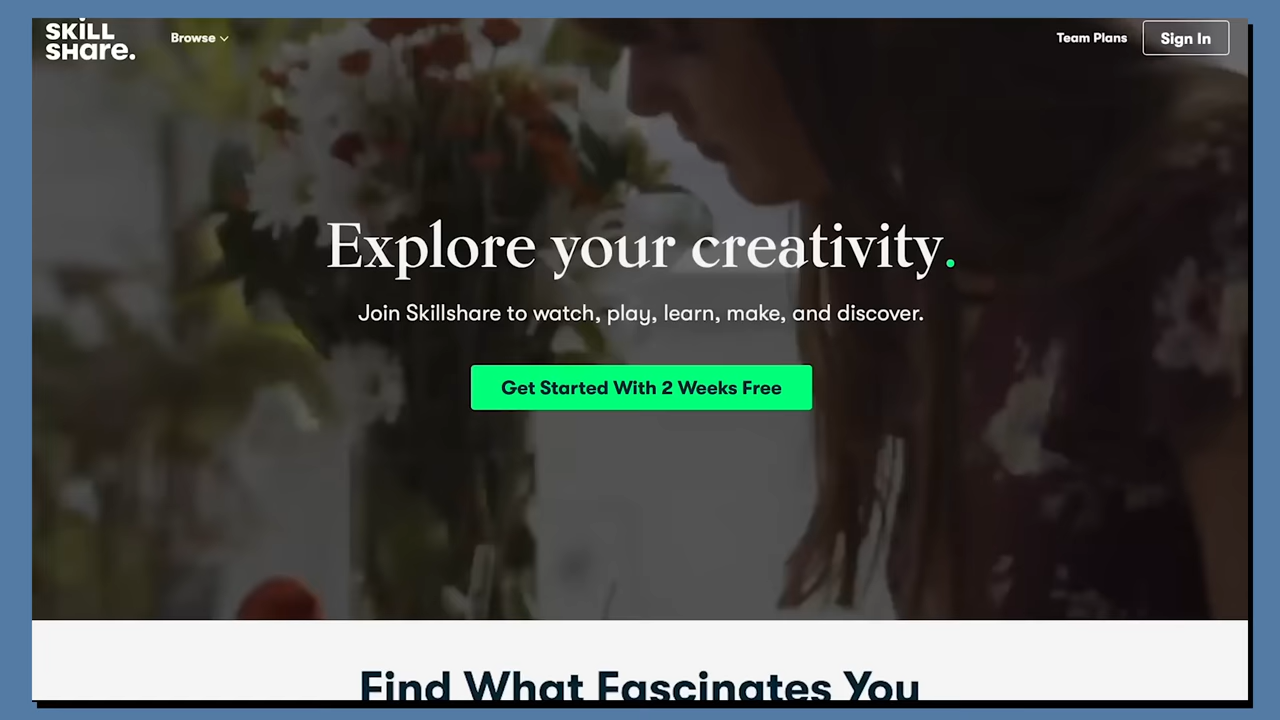 SKiLL
SHare.
Browse
Team Plans
Sign In
Explore your creativity.
Join Skillshare to watch, play, learn, make, and discover.
Get Started With 2 Weeks Free
Find What Fascinates You